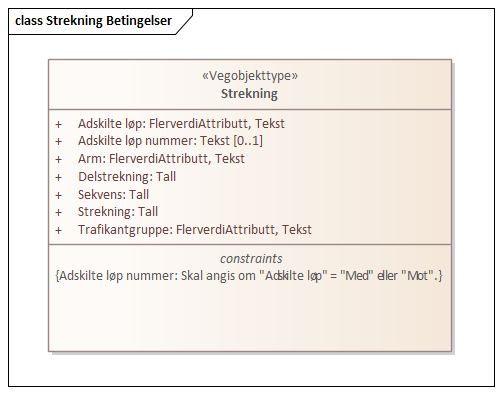 class Strekning Betingelser
«Vegobjekttype»
Strekning
+ Adskilte løp: FlerverdiAttributt, Tekst
+ Adskilte løp nummer: Tekst [0..1]
+ Arm: FlerverdiAttributt, Tekst
+ Delstrekning: Tall
+ Sekvens: Tall
+ Strekning: Tall
+ Trafikantgruppe: FlerverdiAttributt, Tekst
constraints
{Adskilte løp nummer: Skal angis om "Adskilte løp" = "Med" eller "Mot".}